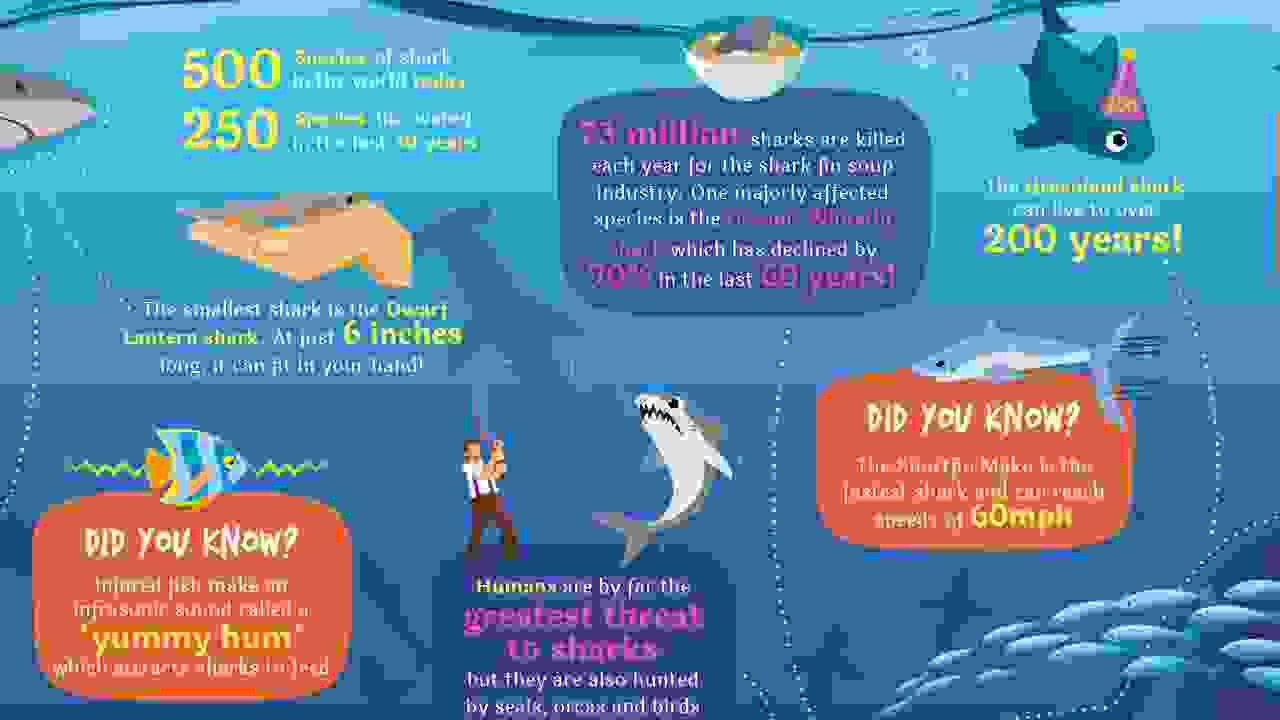 500 Species of shark
in the world today
250 Species
in the last 30 years
73 million sharks are killed
each year for the shark fin soup
industry. One majorly affected
species is the Oceanic Whitetip
shark which has declined by
70% in the last 60 years!
200
The Greenland shark
can live to over
200 years!
The smallest shark is the Dwarf
Lantern shark. At just 6 inches
long, it can fit in your hand!
DID YOU KNOW?
The Shortfin Mako is the
fastest shark and can reach
speeds of 60mph
DID YOU KNOW?
Injured fish make an
infrasonic sound called a
'yummy hum'
which attracts sharks to feed
Humans are by far the
greatest threat
to sharks
but they are also hunted
by seals, orcas and birds